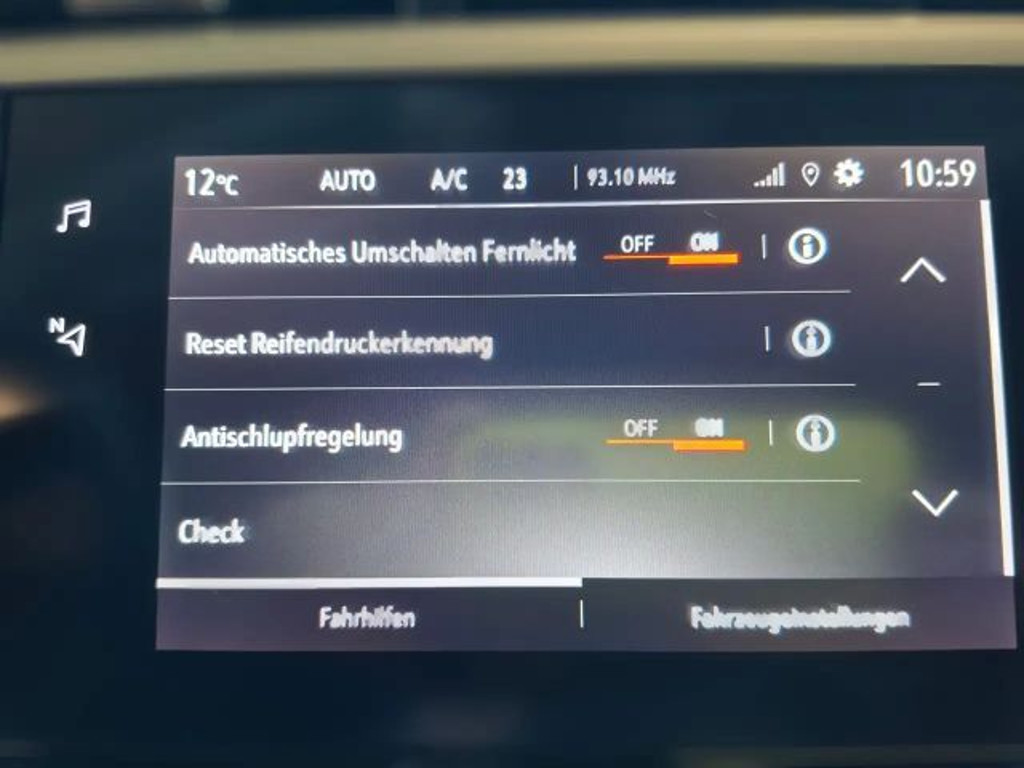 12°C AUTO A/C 23 | 93.10 MHz 10:59
Automatisches Umschalten Fernlicht OFF ON
N
Reset Reifendruckerkennung
Antischlupfregelung OFF ON
Check
Fahrhilfen | Fahrzeugeinstellungen